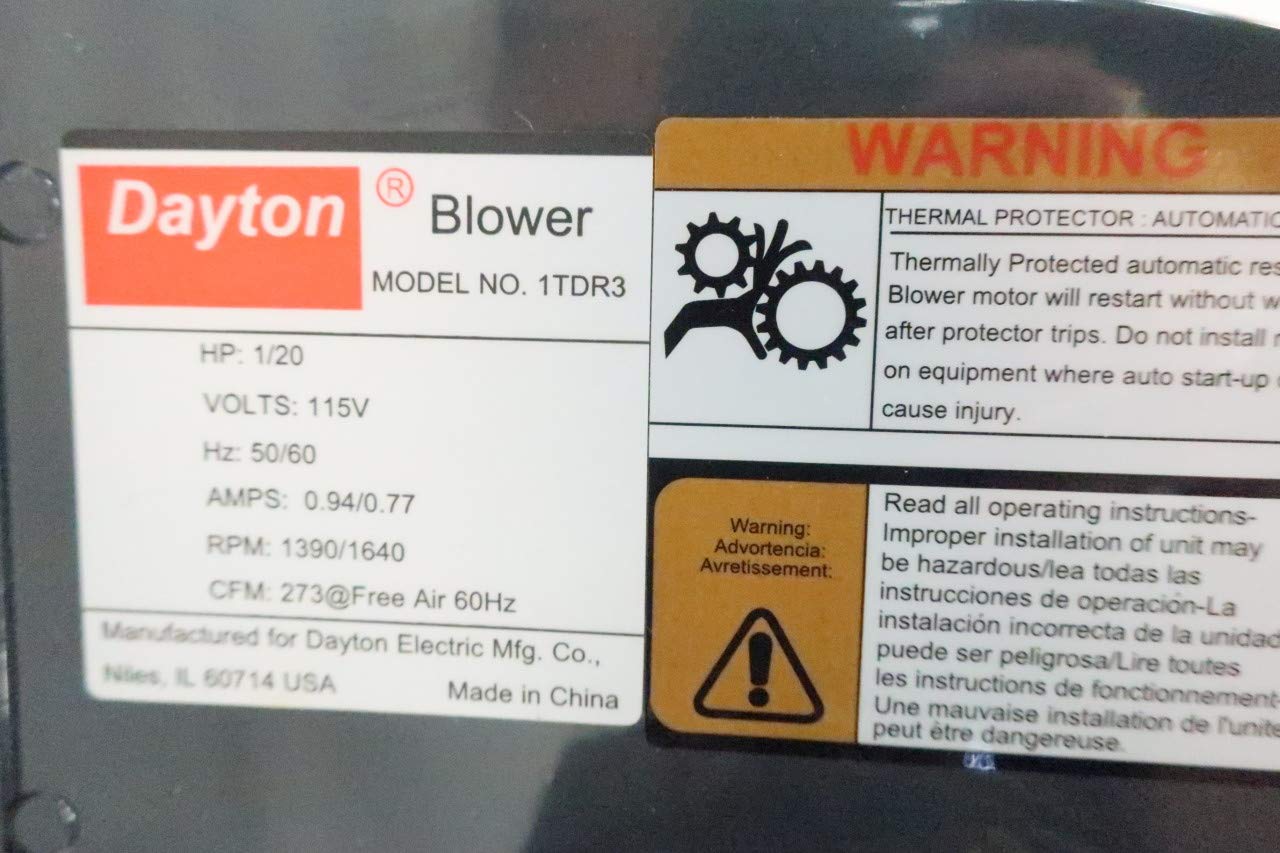 Dayton ® Blower
MODEL NO. 1TDR3
HP: 1/20
VOLTS: 115V
Hz: 50/60
AMPS: 0.94/0.77
RPM: 1390/1640
CFM: 273@Free Air 60Hz
Manufactured for Dayton Electric Mfg. Co.,
Niles, IL 60714 USA
Made in China
WARNING
THERMAL PROTECTOR : AUTOMATIC
Thermally Protected automatic
Blower motor will restart without
after protector trips. Do not install
on equipment where auto start-up
cause injury.
Warning:
Advortencia:
Avretissement:
Read all operating instructions-
Improper installation of unit may
be hazardous/lea todas las
instrucciones de operación-La
instalación incorrecta de la unidad
puede ser peligrosa/Lire toutes
les instructions de fonctionnement-
Une mauvaise installation de l'unité
peut être dangereuse.